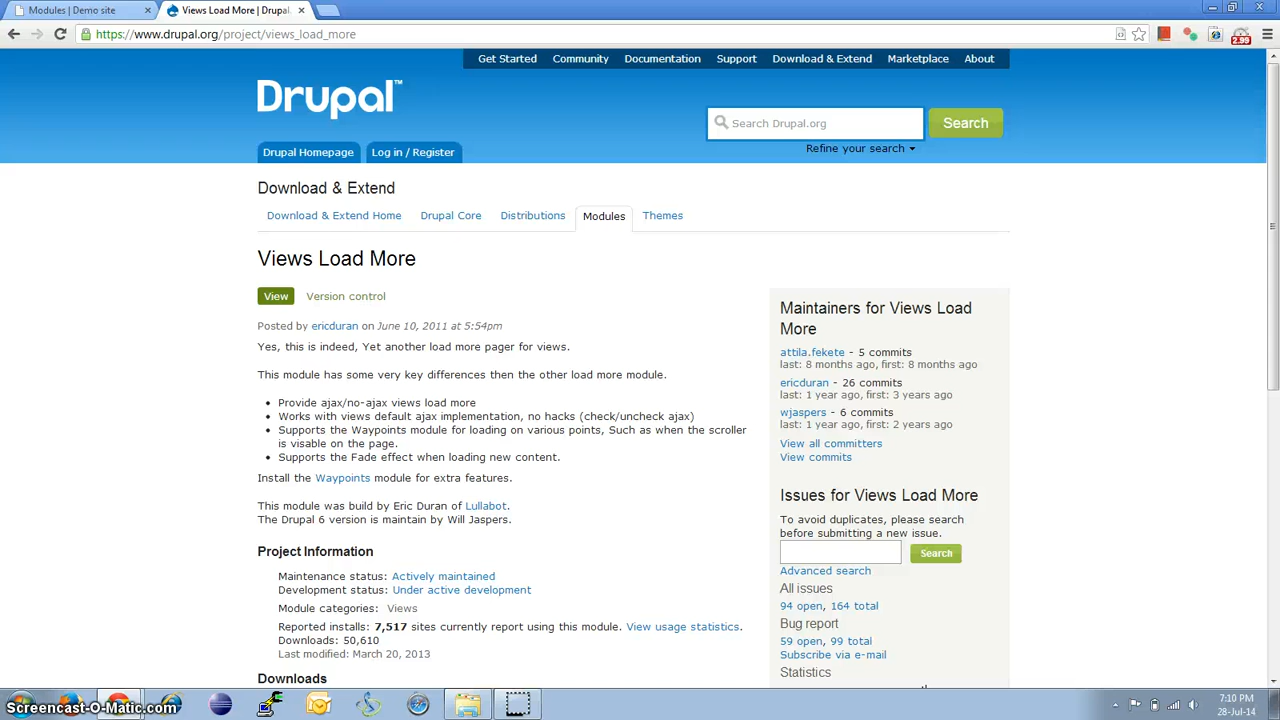 Modules | Demo site
Views Load More | Drupal.
https://www.drupal.org/project/views_load_more
2.99
Get Started Community Documentation Support Download & Extend Marketplace About
Drupal™
Search Drupal.org Search
Refine your search
Drupal Homepage Log in / Register
Download & Extend
Download & Extend Home Drupal Core Distributions Modules Themes
Views Load More
View Version control
Posted by ericduran on June 10, 2011 at 5:54pm
Yes, this is indeed, Yet another load more pager for views.
This module has some very key differences then the other load more module.
• Provide ajax/no-ajax views load more
• Works with views default ajax implementation, no hacks (check/uncheck ajax)
• Supports the Waypoints module for loading on various points, Such as when the scroller
is visable on the page.
• Supports the Fade effect when loading new content.
Install the Waypoints module for extra features.
This module was build by Eric Duran of Lullabot.
The Drupal 6 version is maintain by Will Jaspers.
Project Information
Maintenance status: Actively maintained
Development status: Under active development
Module categories: Views
Reported installs: 7,517 sites currently report using this module. View usage statistics.
Downloads: 50,610
Last modified: March 20, 2013
Downloads
Maintainers for Views Load
More
attila.fekete - 5 commits
last: 8 months ago, first: 8 months ago
ericduran - 26 commits
last: 1 year ago, first: 3 years ago
wjaspers - 6 commits
last: 1 year ago, first: 2 years ago
View all committers
View commits
Issues for Views Load More
To avoid duplicates, please search
before submitting a new issue.
Search
Advanced search
All issues
94 open, 164 total
Bug report
59 open, 99 total
Subscribe via e-mail
Statistics
Screencast-O-Matic.com
7:10 PM
28-Jul-14